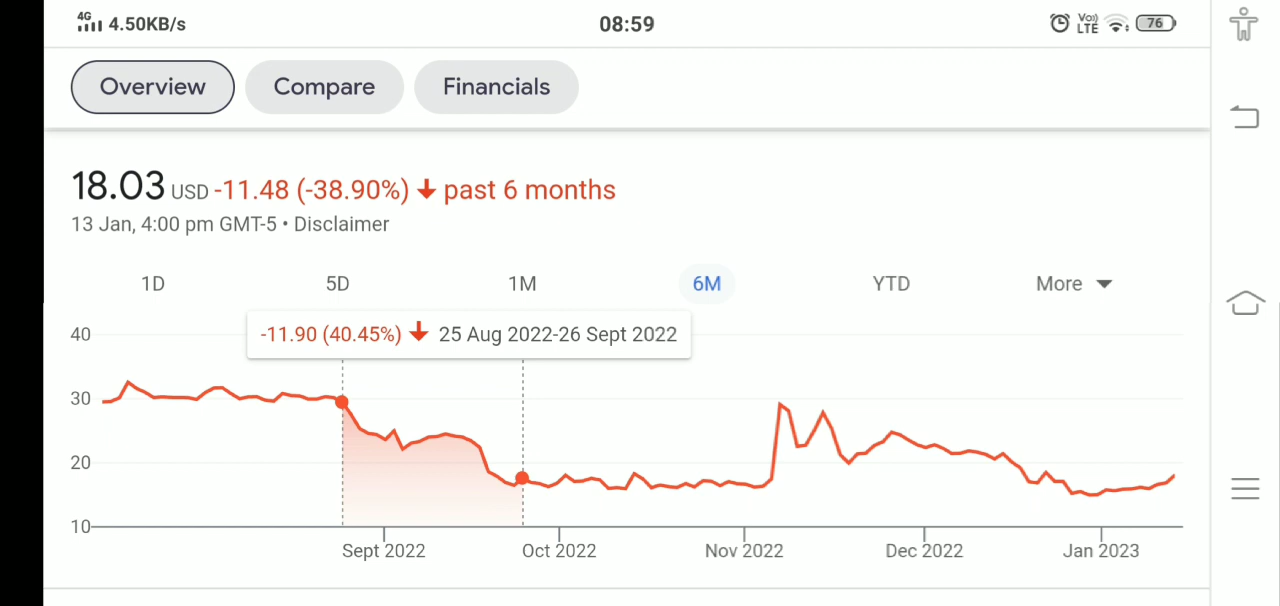 4G 4.50KB/s 08:59 Vo)) LTE 76
Overview Compare Financials
18.03 USD -11.48 (-38.90%) ↓ past 6 months
13 Jan, 4:00 pm GMT-5 • Disclaimer
1D 5D 1M 6M YTD More
-11.90 (40.45%) ↓ 25 Aug 2022-26 Sept 2022
40
30
20
10
Sept 2022 Oct 2022 Nov 2022 Dec 2022 Jan 2023